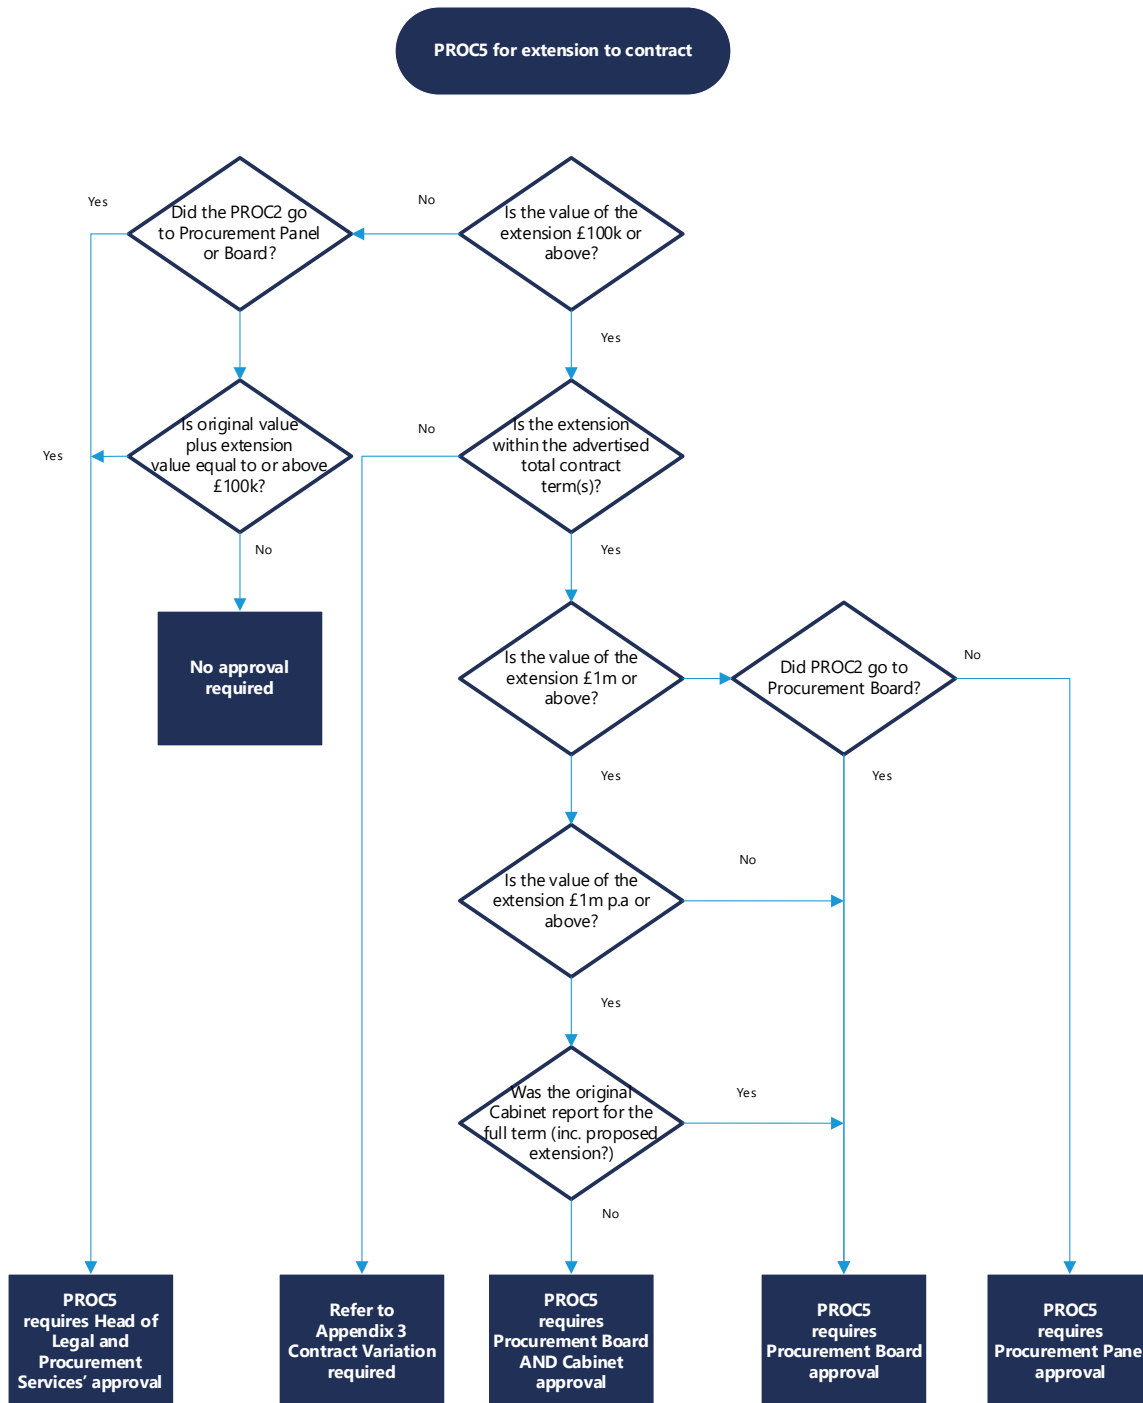 PROC5 for extension to contract
Yes
Did the PROC2 go
to Procurement Panel
or Board?
No
Is the value of the
extension £100k or
above?
Yes
Yes
Is original value
plus extension
value equal to or above
£100k?
No
Is the extension
within the advertised
total contract
term(s)?
No
Yes
No approval
required
Is the value of the
extension £1m or
above?
Did PROC2 go to
Procurement Board?
No
Yes
Yes
Is the value of the
extension £1m p.a or
above?
No
Yes
Was the original
Cabinet report for the
full term (inc. proposed
extension?)
Yes
No
PROC5
requires Head of
Legal and
Procurement
Services’ approval
Refer to
Appendix 3
Contract Variation
required
PROC5
requires
Procurement Board
AND Cabinet
approval
PROC5
requires
Procurement Board
approval
PROC5
requires
Procurement Panel
approval